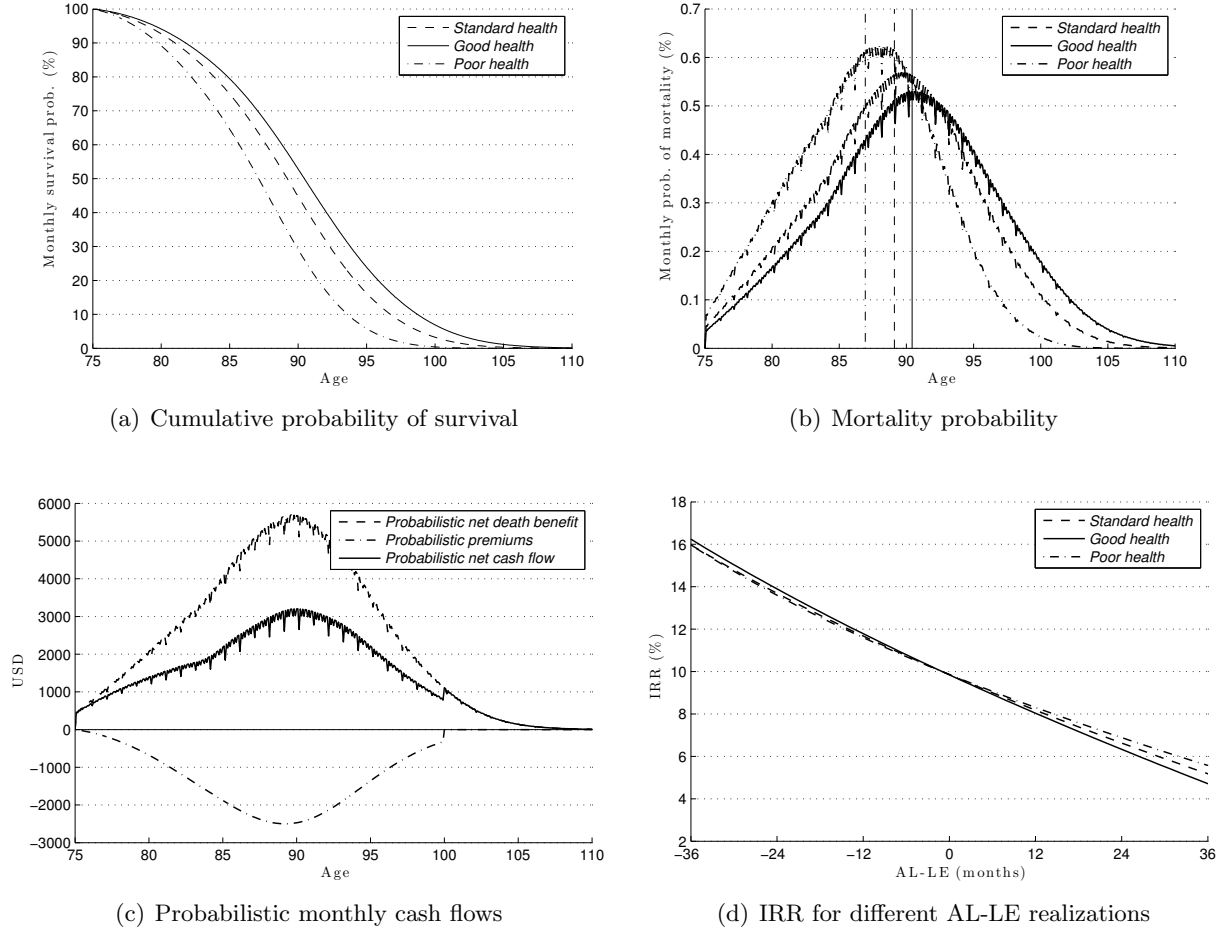 Monthly survival prob. (%)
100
90
80
70
60
50
40
30
20
10
0
75 80 85 90 95 100 105 110
Age
Standard health
Good health
Poor health
(a) Cumulative probability of survival
Monthly prob. of mortality (%)
0.7
0.6
0.5
0.4
0.3
0.2
0.1
0
75 80 85 90 95 100 105 110
Age
Standard health
Good health
Poor health
(b) Mortality probability
USD
6000
5000
4000
3000
2000
1000
0
−1000
−2000
−3000
75 80 85 90 95 100 105 110
Age
Probabilistic net death benefit
Probabilistic premiums
Probabilistic net cash flow
(c) Probabilistic monthly cash flows
IRR (%)
18
16
14
12
10
8
6
4
2
−36 −24 −12 0 12 24 36
AL-LE (months)
Standard health
Good health
Poor health
(d) IRR for different AL-LE realizations